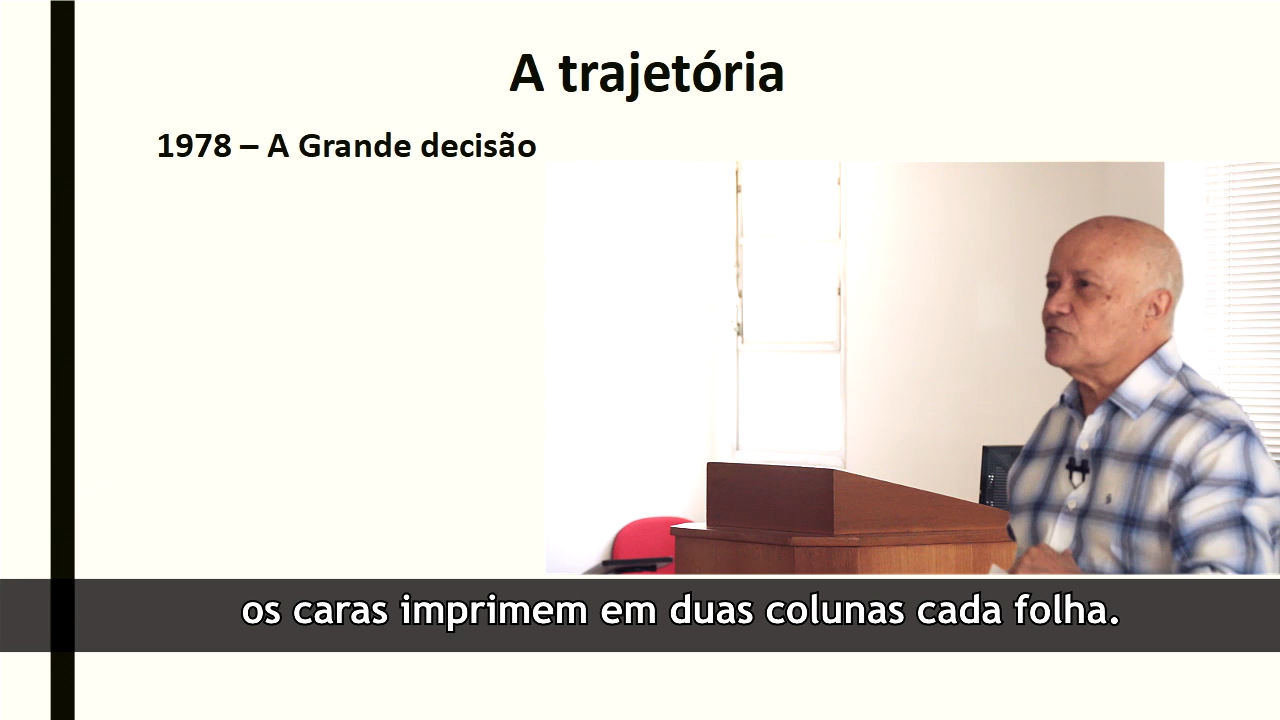 A trajetória
1978 – A Grande decisão
os caras imprimem em duas colunas cada folha.